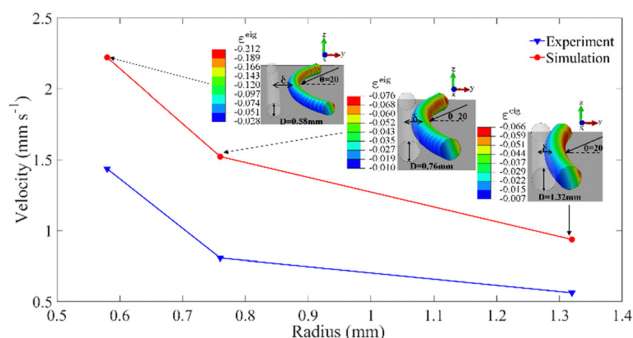 2.5
2
1.5
1
0.5
0.5
0.6
0.7
0.8
0.9
1
1.1
1.2
1.3
1.4
Velocity (mm s⁻¹)
Radius (mm)
Experiment
Simulation
ε^eig
-0.212
-0.189
-0.166
-0.143
-0.120
-0.097
-0.074
-0.051
-0.028
z
y
δ
θ=20
D=0.58mm
ε^eig
-0.076
-0.068
-0.060
-0.052
-0.043
-0.035
-0.027
-0.019
-0.010
z
y
δ
θ 20
D=0.76mm
ε^eig
-0.066
-0.059
-0.051
-0.044
-0.037
-0.029
-0.022
-0.015
-0.007
z
y
δ
θ=20
D=1.32mm